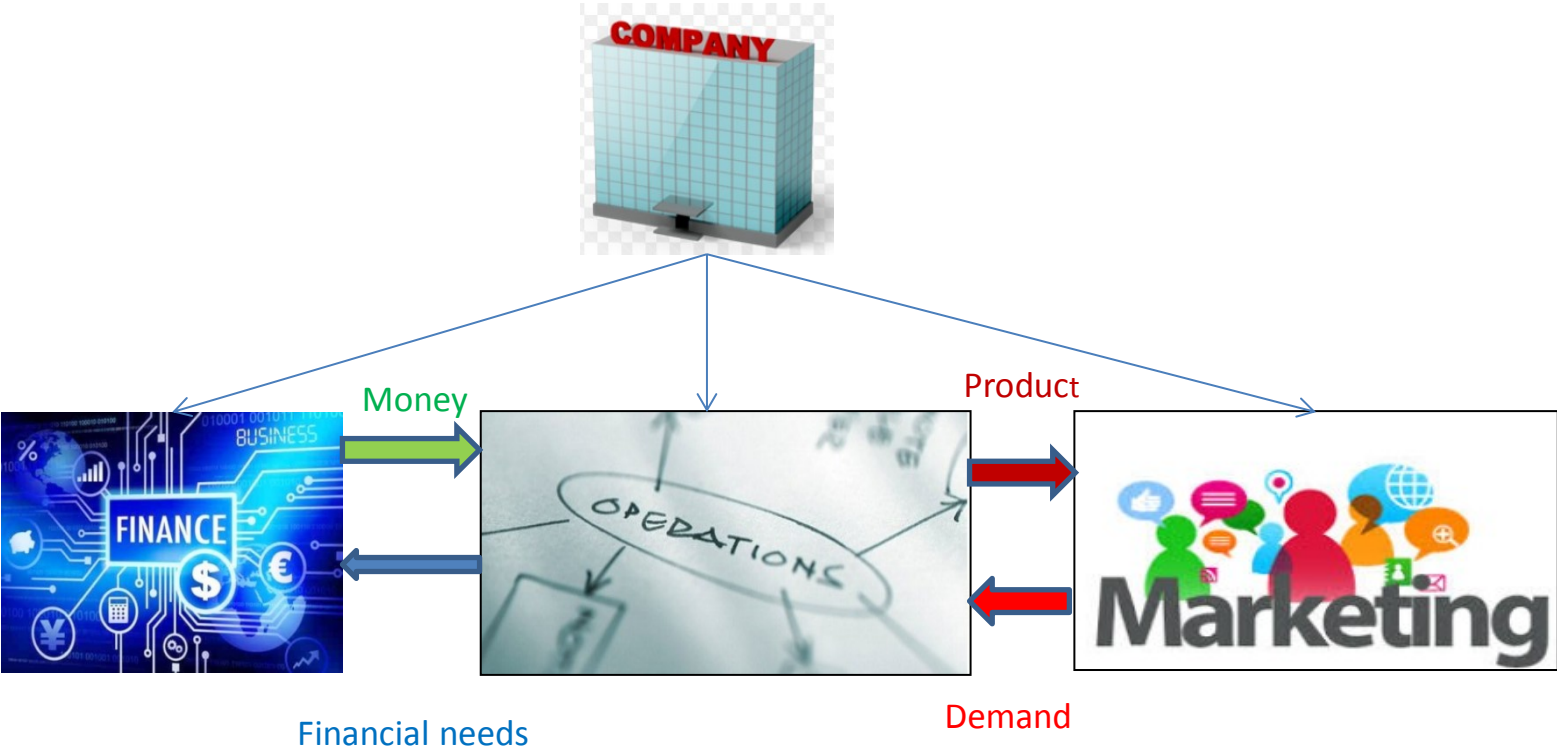 COMPANY
Money
Product
BUSINESS
FINANCE
OPERATIONS
Marketing
Financial needs
Demand